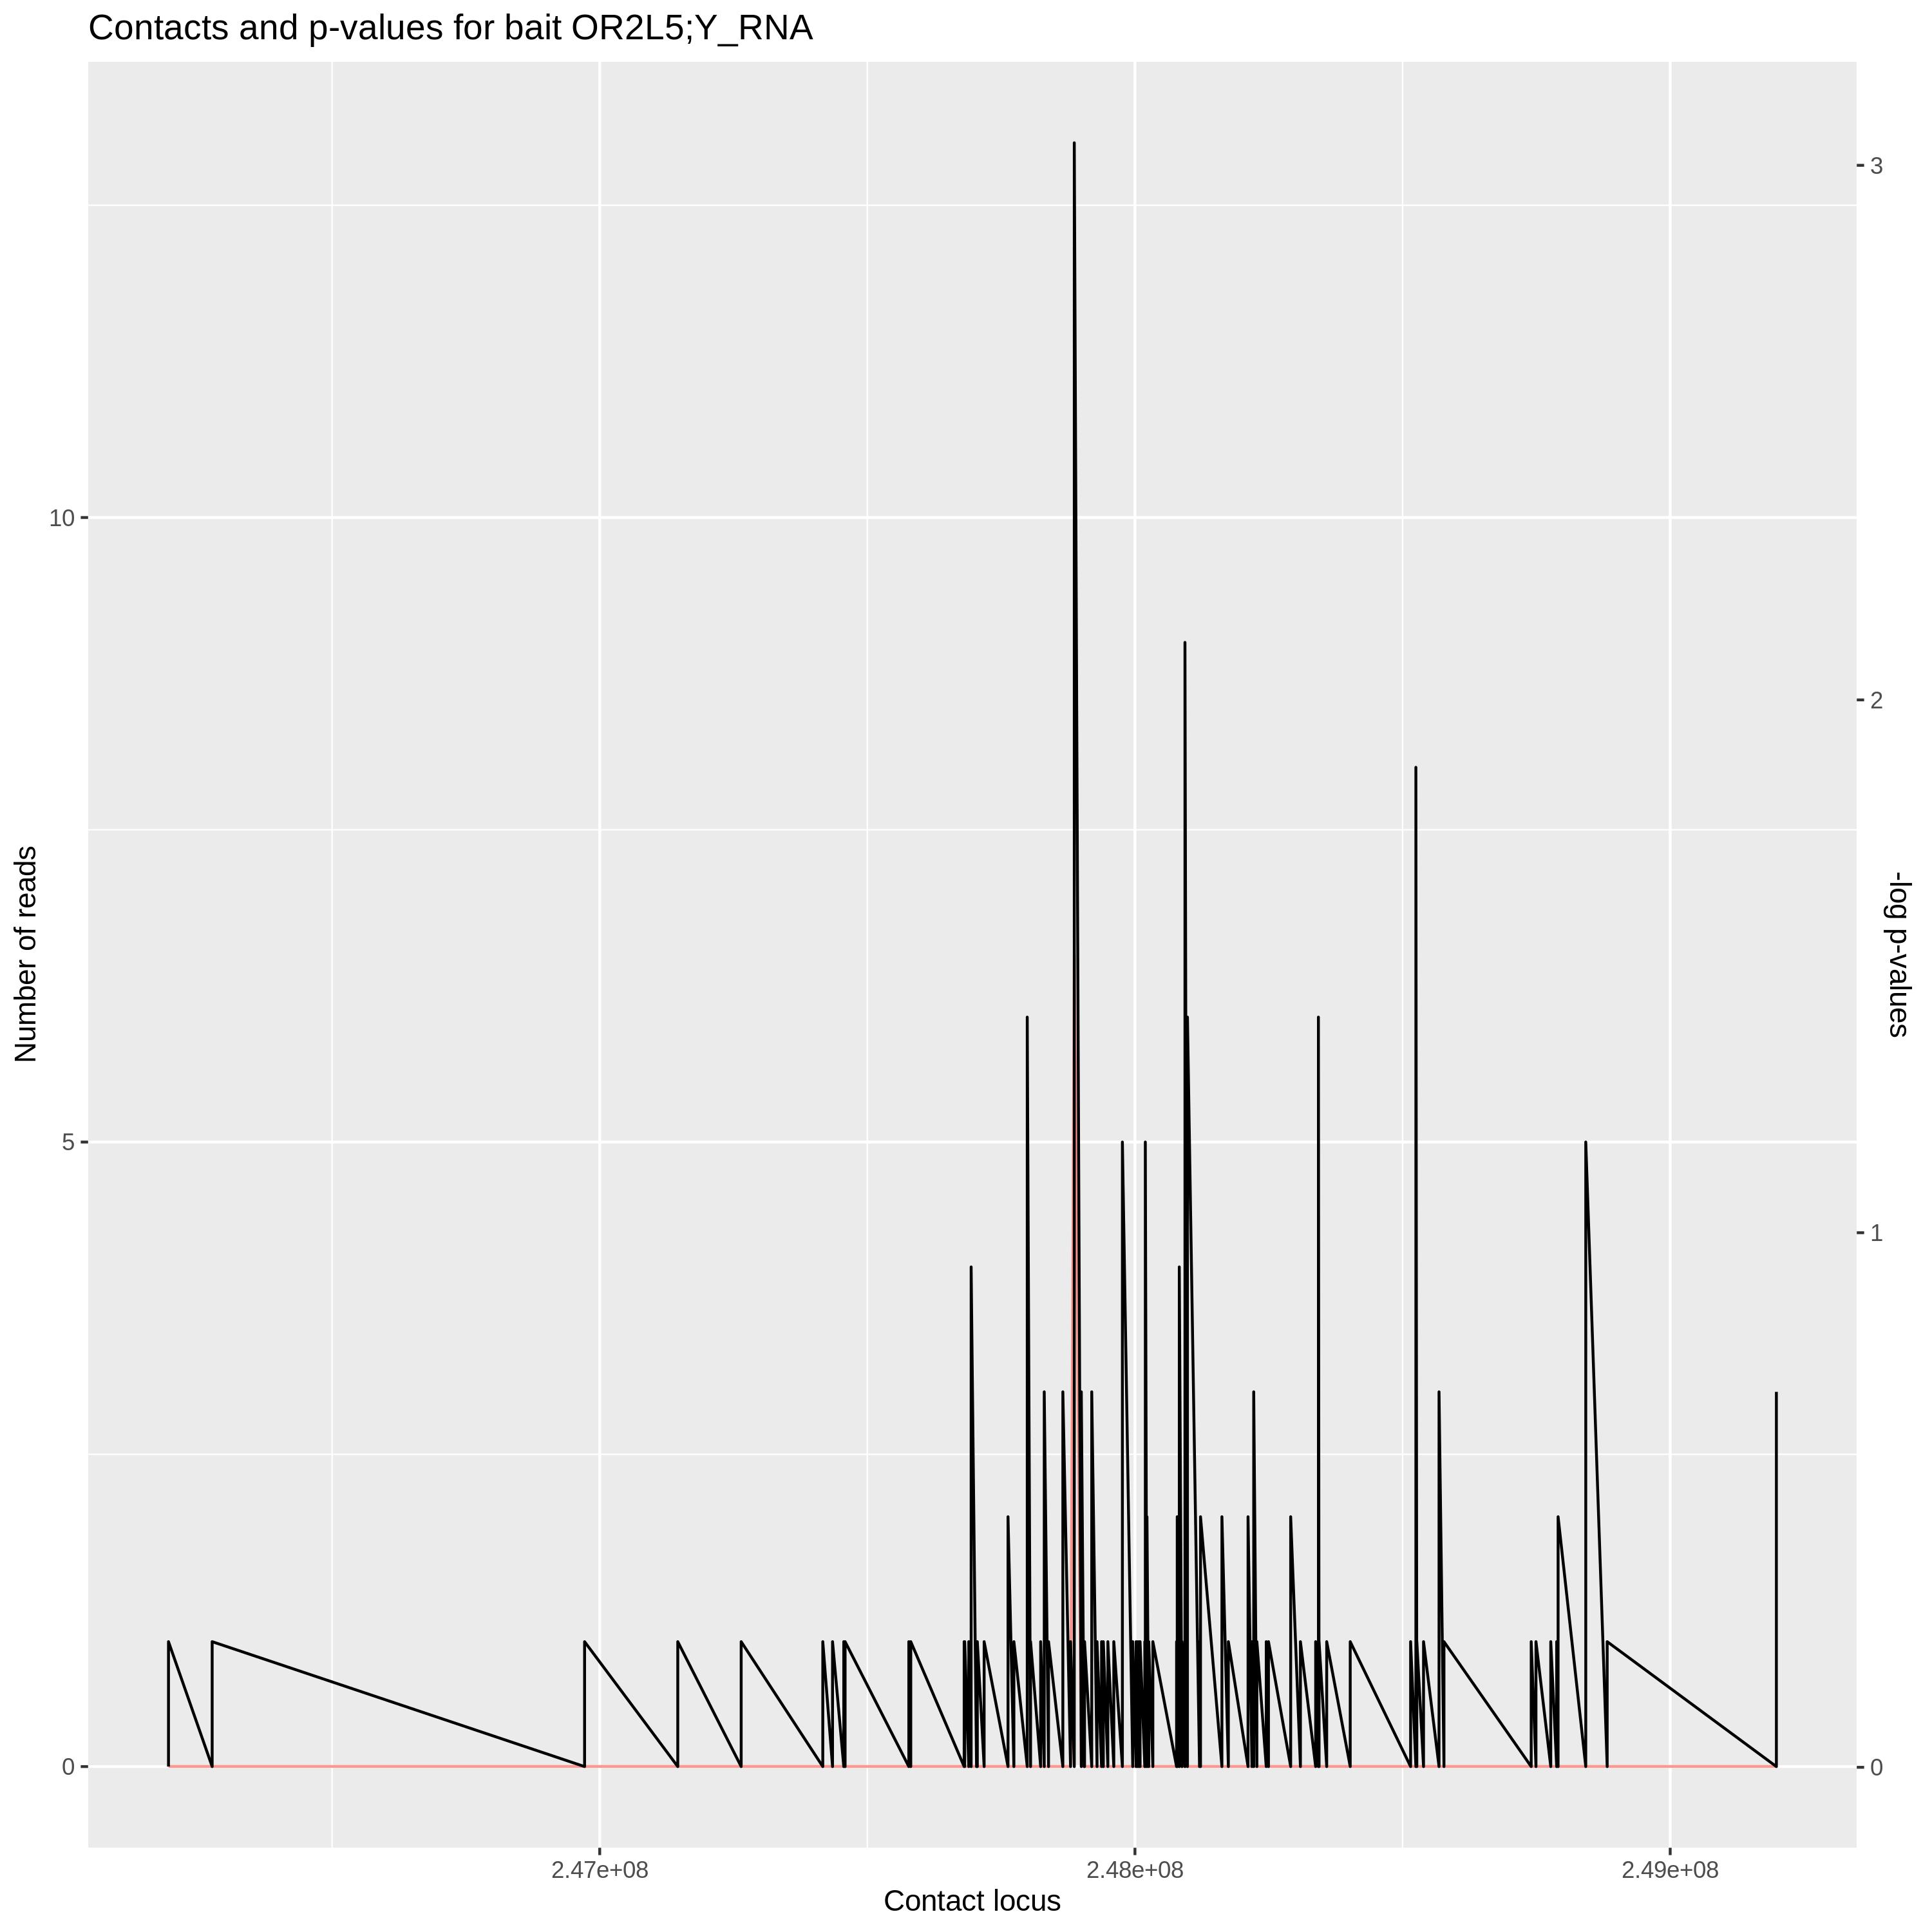 Contacts and p-values for bait OR2L5;Y_RNA
Number of reads
10
5
0
3
2
1
0
-log p-values
2.47e+08
2.48e+08
2.49e+08
Contact locus